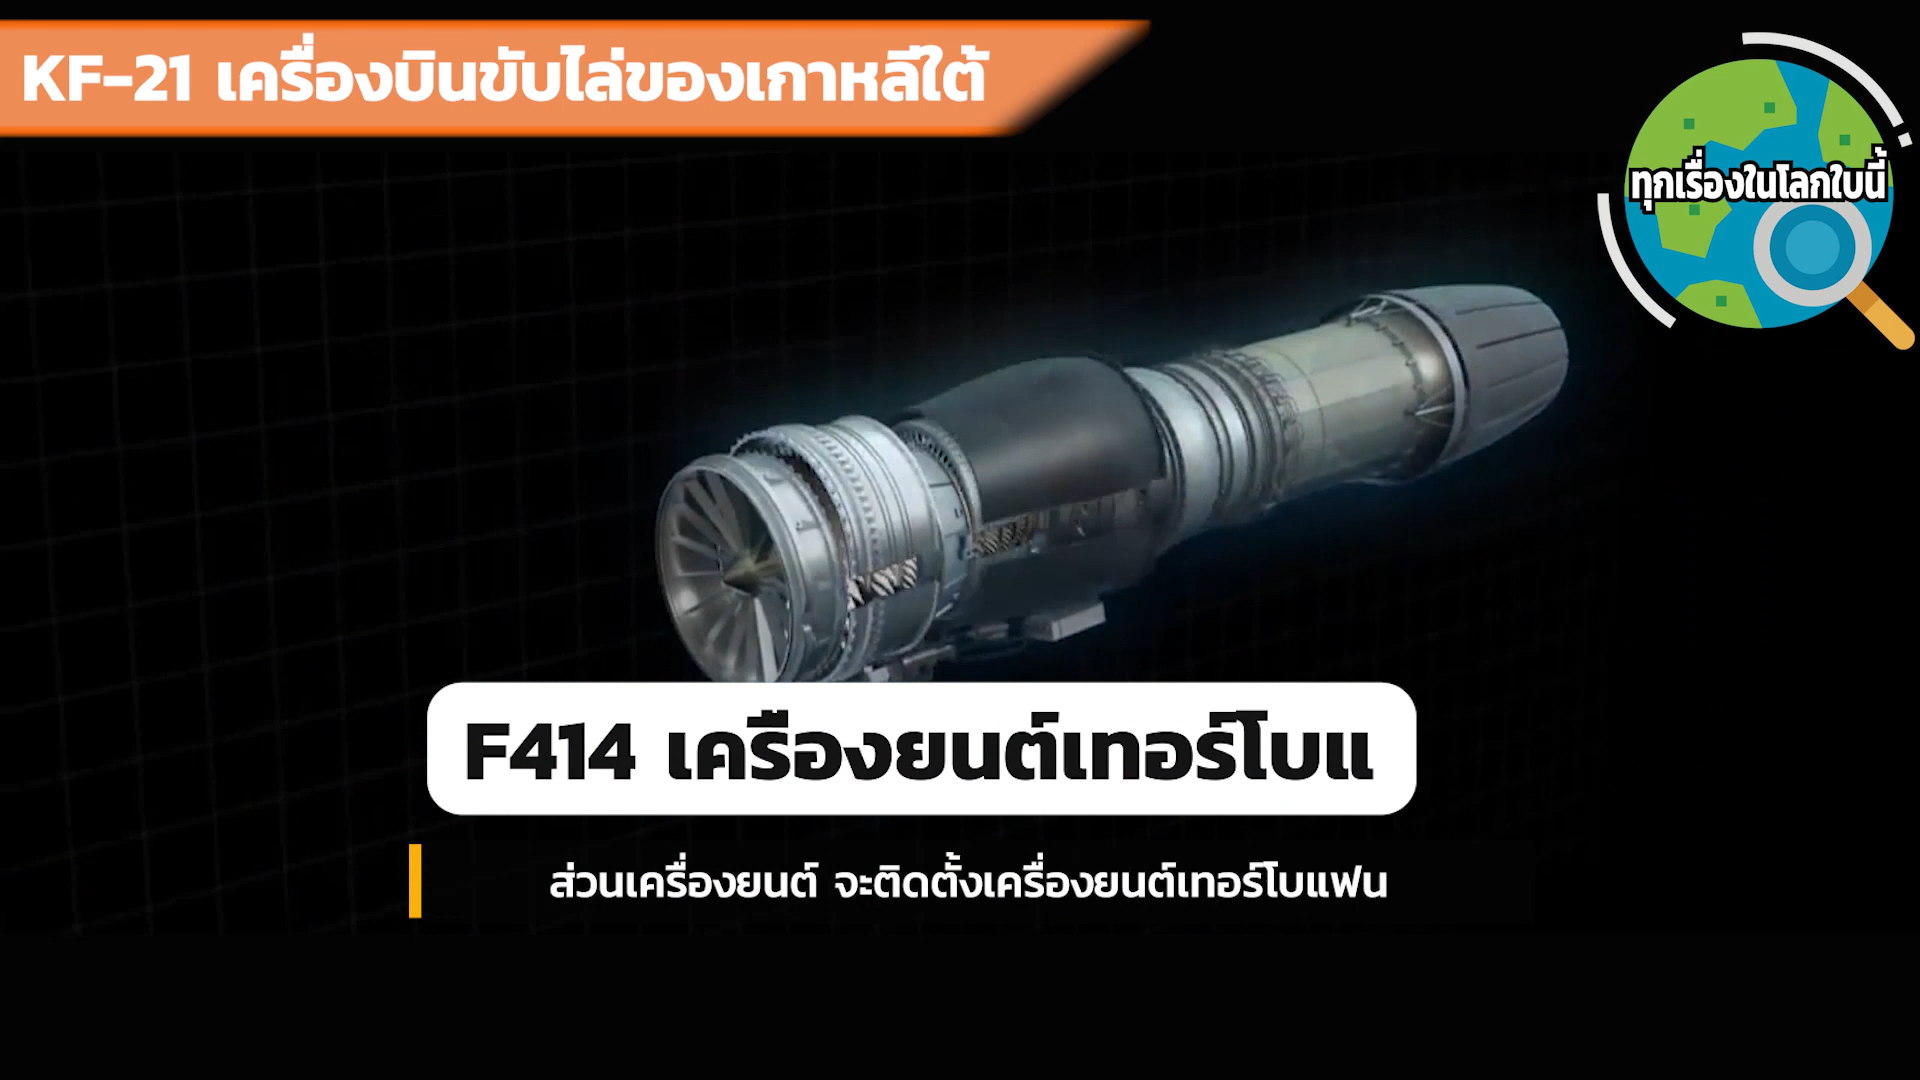 KF-21 เครื่องบินขับไล่ของเกาหลีใต้
ทุกเรื่องในโลกใบนี้
F414 เครื่องยนต์เทอร์โบแ
ส่วนเครื่องยนต์ จะติดตั้งเครื่องยนต์เทอร์โบแฟน